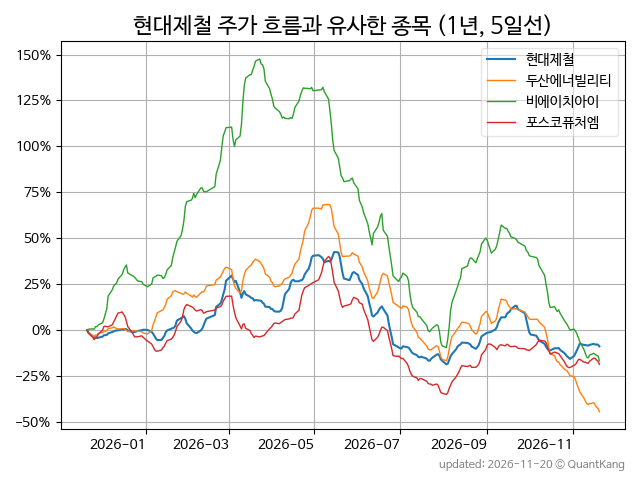 현대제철 주가 흐름과 유사한 종목 (1년, 5일선)
150%
125%
100%
75%
50%
25%
0%
−25%
−50%
현대제철
두산에너빌리티
비에이치아이
포스코퓨처엠
2026-01
2026-03
2026-05
2026-07
2026-09
2026-11
updated: 2026-11-20 © QuantKang